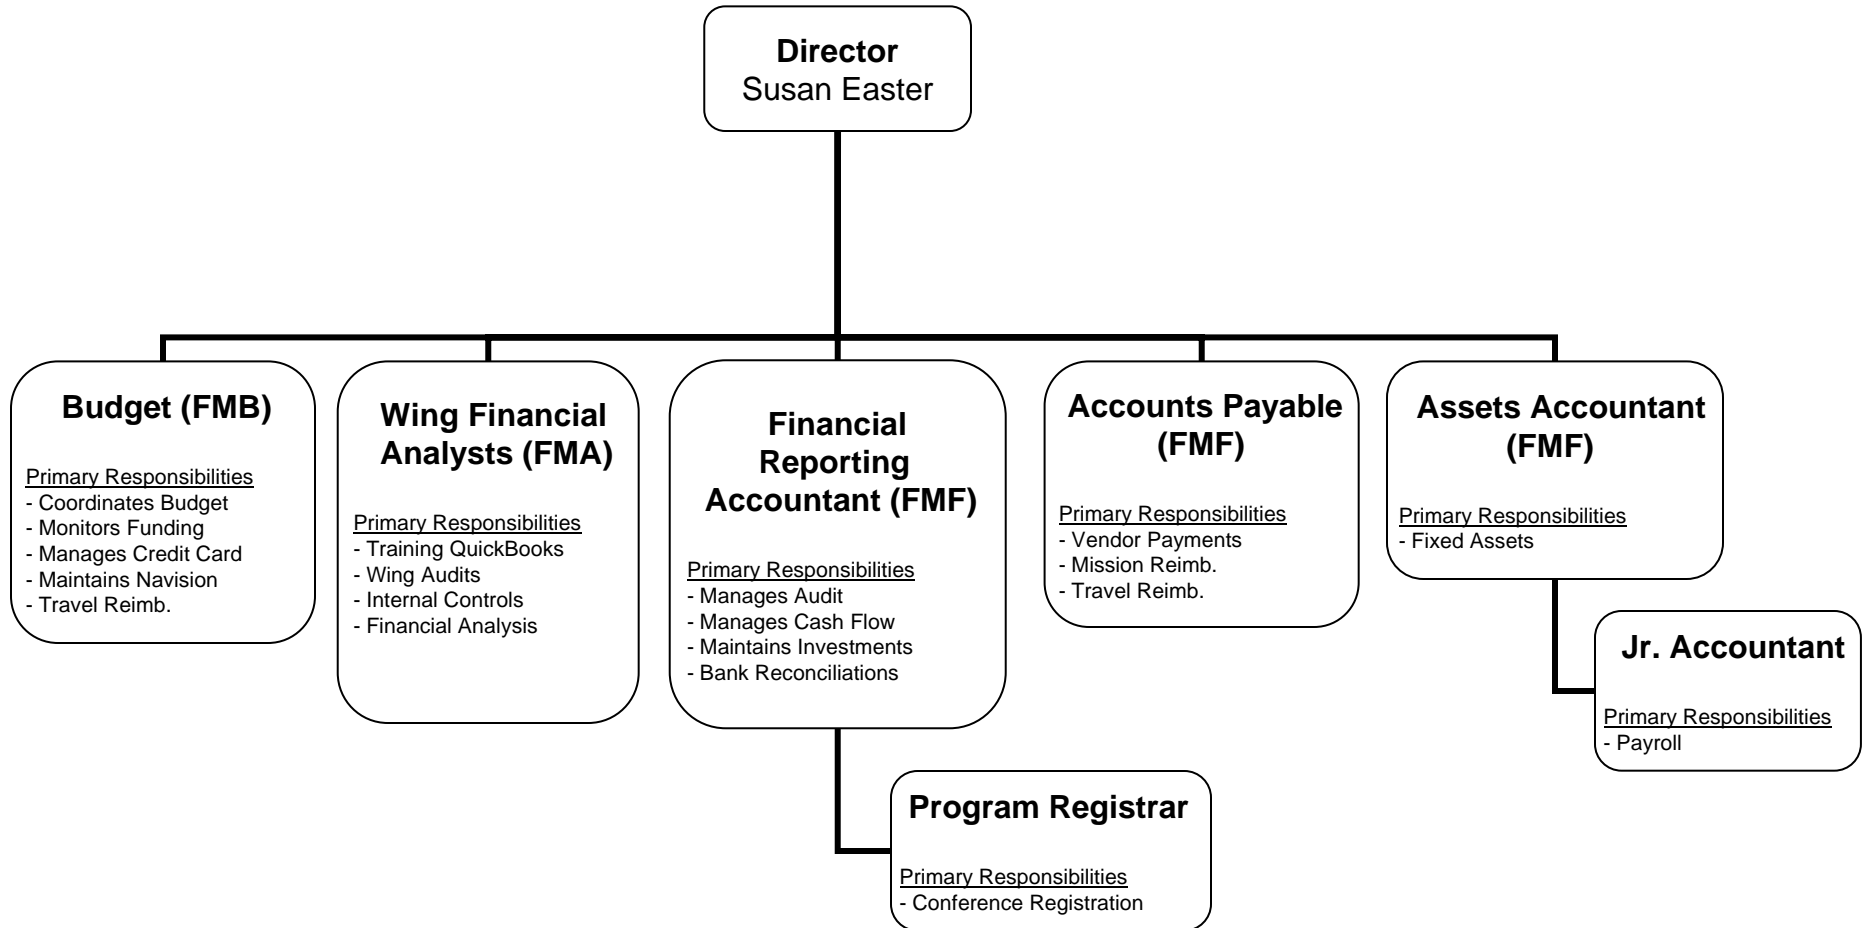 Director
Susan Easter
Budget (FMB)
Primary Responsibilities
- Coordinates Budget
- Monitors Funding
- Manages Credit Card
- Maintains Navision
- Travel Reimb.
Wing Financial
Analysts (FMA)
Primary Responsibilities
- Training QuickBooks
- Wing Audits
- Internal Controls
- Financial Analysis
Financial
Reporting
Accountant (FMF)
Primary Responsibilities
- Manages Audit
- Manages Cash Flow
- Maintains Investments
- Bank Reconciliations
Accounts Payable
(FMF)
Primary Responsibilities
- Vendor Payments
- Mission Reimb.
- Travel Reimb.
Assets Accountant
(FMF)
Primary Responsibilities
- Fixed Assets
Jr. Accountant
Primary Responsibilities
- Payroll
Program Registrar
Primary Responsibilities
- Conference Registration